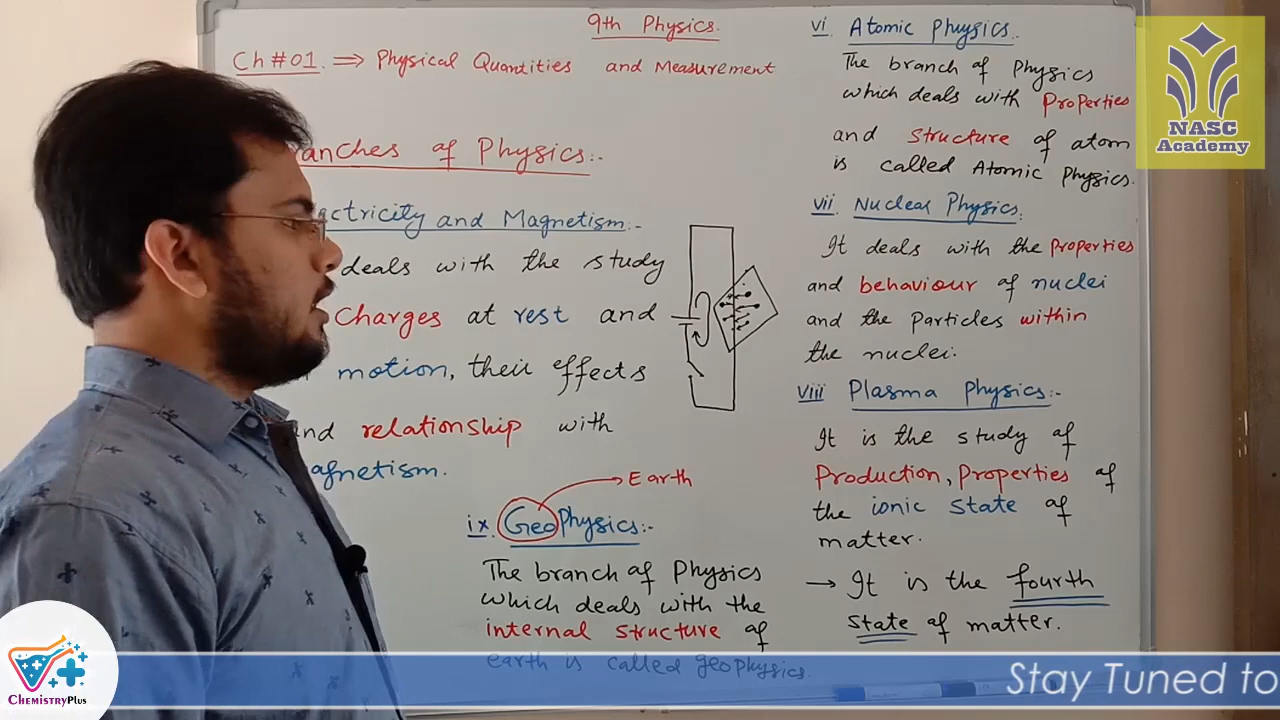 9th Physics.
Ch # 01. ⇒ Physical Quantities and Measurement
anches of Physics:-
ctricity and Magnetism.-
deals with the study
Charges at rest and
motion, their effects
nd relationship with
agnetism.
Earth
ix. GeoPhysics:-
The branch of Physics
which deals with the
internal structure of
earth is called geophysics.
vi Atomic Physics.
The branch of Physics
which deals with Properties
and structure of atom
is called Atomic Physics.
vii. Nuclear Physics.
It deals with the Properties
and behaviour of nuclei
and the Particles within
the nuclei.
viii Plasma Physics:-
It is the study of
Production, Properties of
the ionic state of
matter.
→ It is the fourth
state of matter.
NASC
Academy
ChemistryPlus
Stay Tuned to